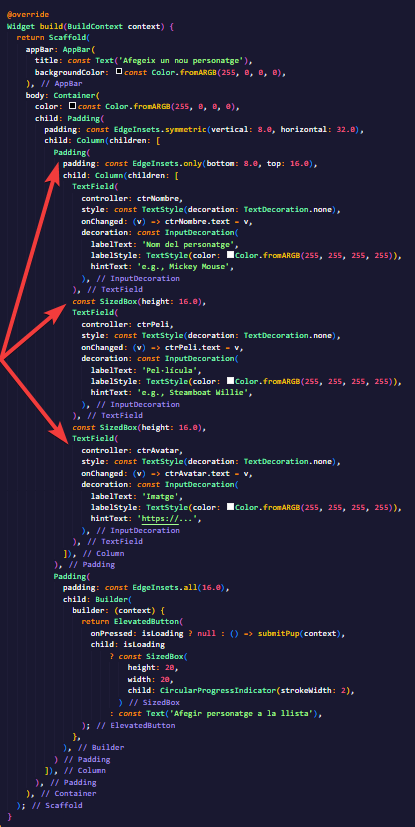 @override
Widget build(BuildContext context) {
return Scaffold(
appBar: AppBar(
title: const Text('Afegeix un nou personatge'),
backgroundColor: const Color.fromARGB(255, 0, 0, 0),
), // AppBar
body: Container(
color: const Color.fromARGB(255, 0, 0, 0),
child: Padding(
padding: const EdgeInsets.symmetric(vertical: 8.0, horizontal: 32.0),
child: Column(children: [
Padding(
padding: const EdgeInsets.only(bottom: 8.0, top: 16.0),
child: Column(children: [
TextField(
controller: ctrNombre,
style: const TextStyle(decoration: TextDecoration.none),
onChanged: (v) => ctrNombre.text = v,
decoration: const InputDecoration(
labelText: 'Nom del personatge',
labelStyle: TextStyle(color: Color.fromARGB(255, 255, 255, 255)),
hintText: 'e.g., Mickey Mouse',
), // InputDecoration
), // TextField
const SizedBox(height: 16.0),
TextField(
controller: ctrPeli,
style: const TextStyle(decoration: TextDecoration.none),
onChanged: (v) => ctrPeli.text = v,
decoration: const InputDecoration(
labelText: 'Pel·lícula',
labelStyle: TextStyle(color: Color.fromARGB(255, 255, 255, 255)),
hintText: 'e.g., Steamboat Willie',
), // InputDecoration
), // TextField
const SizedBox(height: 16.0),
TextField(
controller: ctrAvatar,
style: const TextStyle(decoration: TextDecoration.none),
onChanged: (v) => ctrAvatar.text = v,
decoration: const InputDecoration(
labelText: 'Imatge',
labelStyle: TextStyle(color: Color.fromARGB(255, 255, 255, 255)),
hintText: 'https://...',
), // InputDecoration
), // TextField
]), // Column
), // Padding
Padding(
padding: const EdgeInsets.all(16.0),
child: Builder(
builder: (context) {
return ElevatedButton(
onPressed: isLoading ? null : () => submitPup(context),
child: isLoading
? const SizedBox(
height: 20,
width: 20,
child: CircularProgressIndicator(strokeWidth: 2),
) // SizedBox
: const Text('Afegir personatge a la llista'),
); // ElevatedButton
},
), // Builder
) // Padding
]), // Column
), // Padding
), // Container
); // Scaffold
}